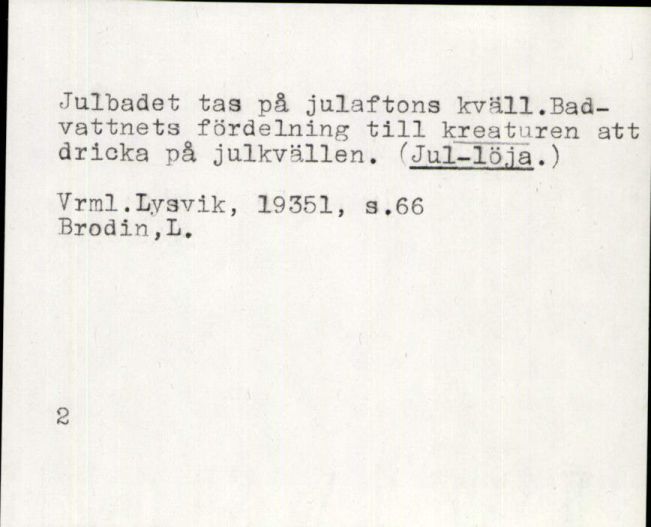 Julbadet tas på julaftons kväll.Bad-
vattnets fördelning till kreaturen att
dricka på julkvällen. (Jul-löja.)
Vrml.Lysvik, 19351, s.66
Brodin,L.
2